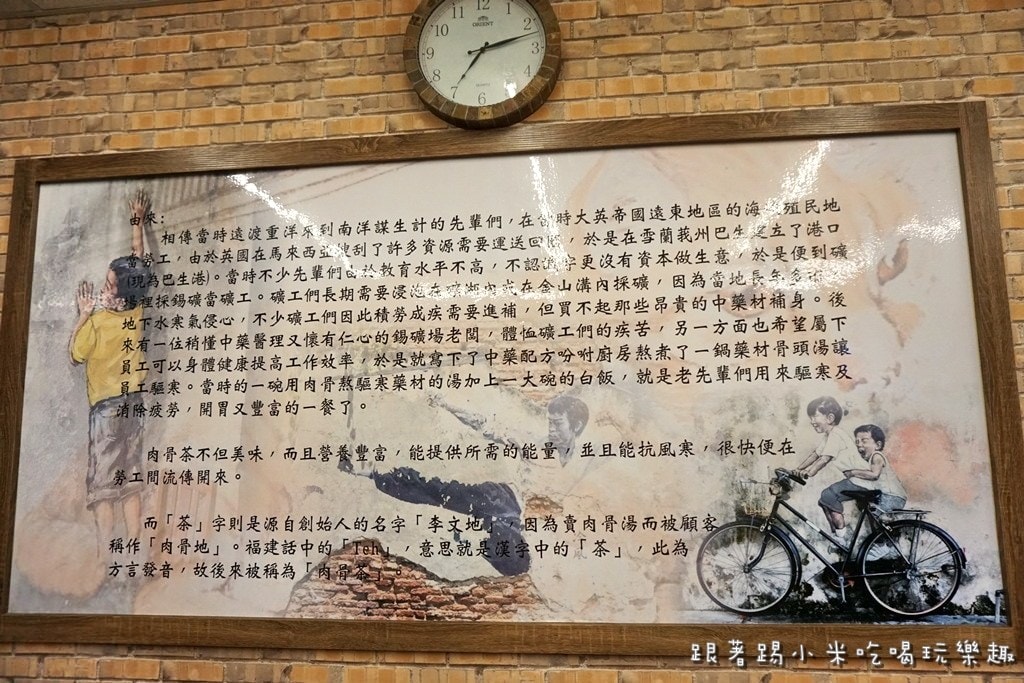 12
11
1
10
2
9
3
8
7
6
ORIENT
由來:
相傳當時遠渡重洋來到南洋謀生計的先輩們,在當時大英帝國遠東地區的海峽殖民地
當勞工,由於英國在馬來西亞搜刮了許多資源需要運送回國,於是在雪蘭莪州巴生建立了港口
(現為巴生港)。當時不少先輩們由於教育水平不高,不認識字更沒有資本做生意,於是便到礦
場裡採錫礦當礦工。礦工們長期需要浸泡在礦湖內或在金山溝內採礦,因為當地長年多雨
地下水寒氣侵心,不少礦工們因此積勞成疾需要進補,但買不起那些昂貴的中藥材補身。後
來有一位稍懂中藥醫理又懷有仁心的錫礦場老闆,體恤礦工們的疾苦,另一方面也希望屬下
員工可以身體健康提高工作效率,於是就寫下了中藥配方吩咐廚房熬煮了一鍋藥材骨頭湯讓
員工驅寒。當時的一碗用肉骨熬驅寒藥材的湯加上一大碗的白飯,就是老先輩們用來驅寒及
消除疲勞,開胃又豐富的一餐了。
肉骨茶不但美味,而且營養豐富,能提供所需的能量,並且能抗風寒,很快便在
勞工間流傳開來。
而「茶」字則是源自創始人的名字「李文地」,因為賣肉骨湯而被顧客
稱作「肉骨地」。福建話中的「Teh」,意思就是漢字中的「茶」,此為
方言發音,故後來被稱為「肉骨茶」。
跟著踢小米吃喝玩樂趣